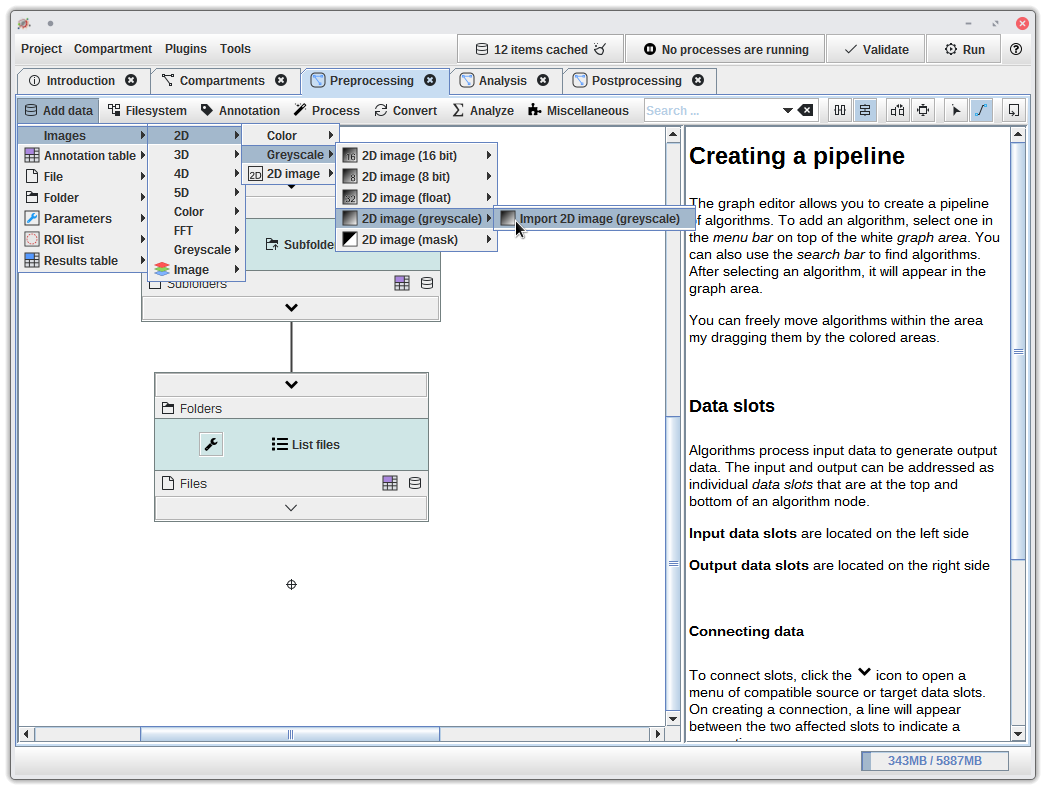 Project Compartment Plugins Tools 12 items cached No processes are running Validate Run
Introduction Compartments Preprocessing Analysis Postprocessing
Add data Filesystem Annotation Process Convert Analyze Miscellaneous Search ...
Images
Annotation table
File
Folder
Parameters
ROI list
Results table
2D
3D
4D
5D
Color
FFT
Greyscale
Image
Color
Greyscale
2D 2D image
16 2D image (16 bit)
8 2D image (8 bit)
32 2D image (float)
2D image (greyscale)
2D image (mask)
Import 2D image (greyscale)
Subfolde
Subfolders
Folders
List files
Files
Creating a pipeline
The graph editor allows you to create a pipeline
of algorithms. To add an algorithm, select one in
the menu bar on top of the white graph area. You
can also use the search bar to find algorithms.
After selecting an algorithm, it will appear in the
graph area.
You can freely move algorithms within the area
my dragging them by the colored areas.
Data slots
Algorithms process input data to generate output
data. The input and output can be addressed as
individual data slots that are at the top and
bottom of an algorithm node.
Input data slots are located on the left side
Output data slots are located on the right side
Connecting data
To connect slots, click the icon to open a
menu of compatible source or target data slots.
On creating a connection, a line will appear
between the two affected slots to indicate a
343MB / 5887MB